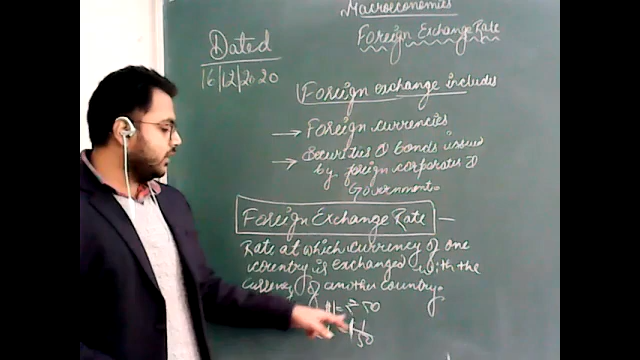 Macroeconomics
Foreign Exchange Rate
Dated
16/12/2020
Foreign exchange includes
→ Foreign currencies
→ Securities & bonds issued
by foreign corporates &
Government.
Foreign Exchange Rate —
Rate at which currency of one
country is exchanged with the
currency of another country.
= ₹ 50
1/50